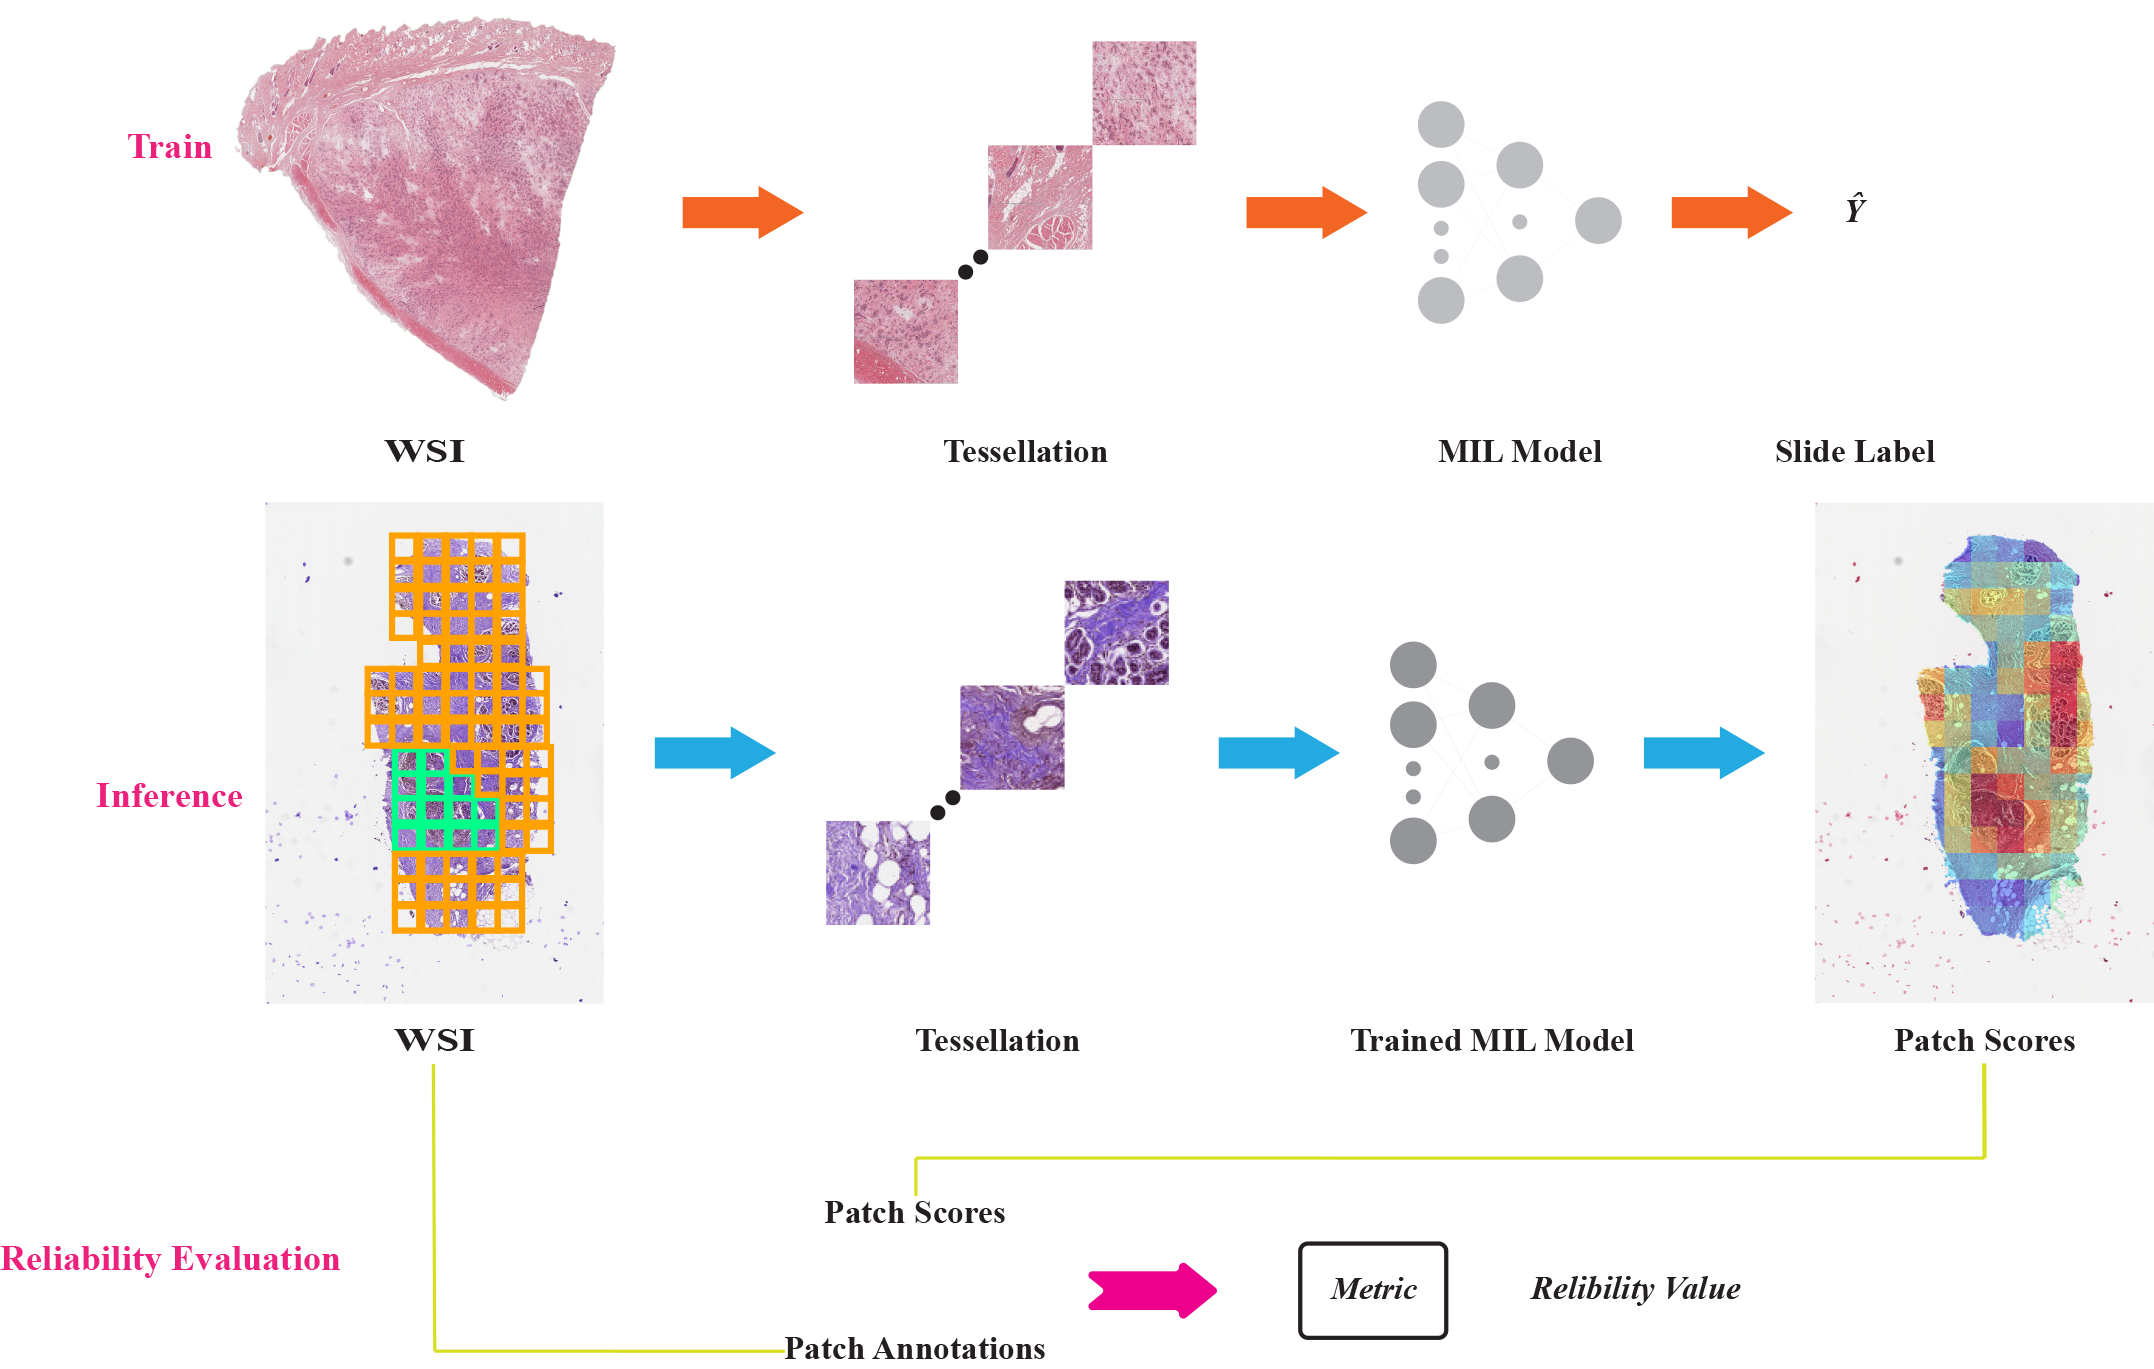 Train
Ŷ
WSI
Tessellation
MIL Model
Slide Label
Inference
WSI
Tessellation
Trained MIL Model
Patch Scores
Patch Scores
Reliability Evaluation
Metric
Relibility Value
Patch Annotations